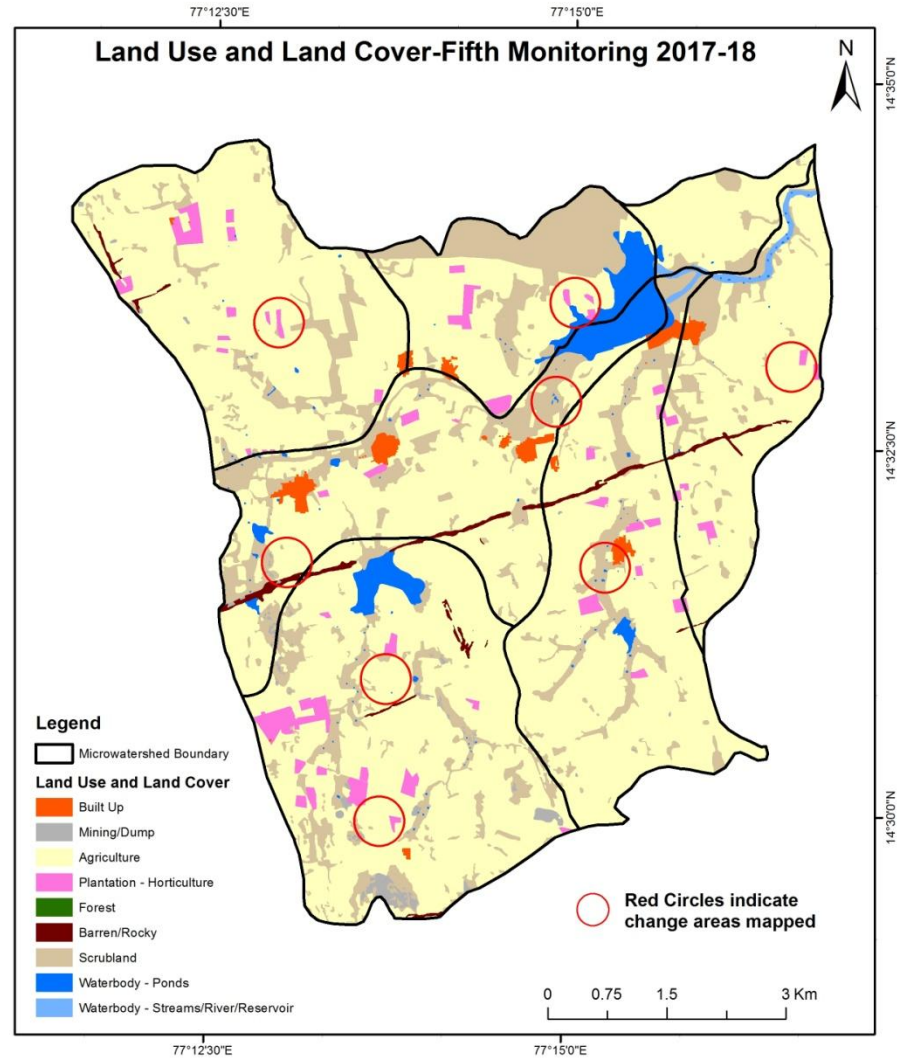 77°12'30"E
77°15'0"E
Land Use and Land Cover-Fifth Monitoring 2017-18
N
14°35'0"N
14°32'30"N
14°30'0"N
Legend
Microwatershed Boundary
Land Use and Land Cover
Built Up
Mining/Dump
Agriculture
Plantation - Horticulture
Forest
Barren/Rocky
Scrubland
Waterbody - Ponds
Waterbody - Streams/River/Reservoir
Red Circles indicate
change areas mapped
0 0.75 1.5 3 Km
77°12'30"E
77°15'0"E